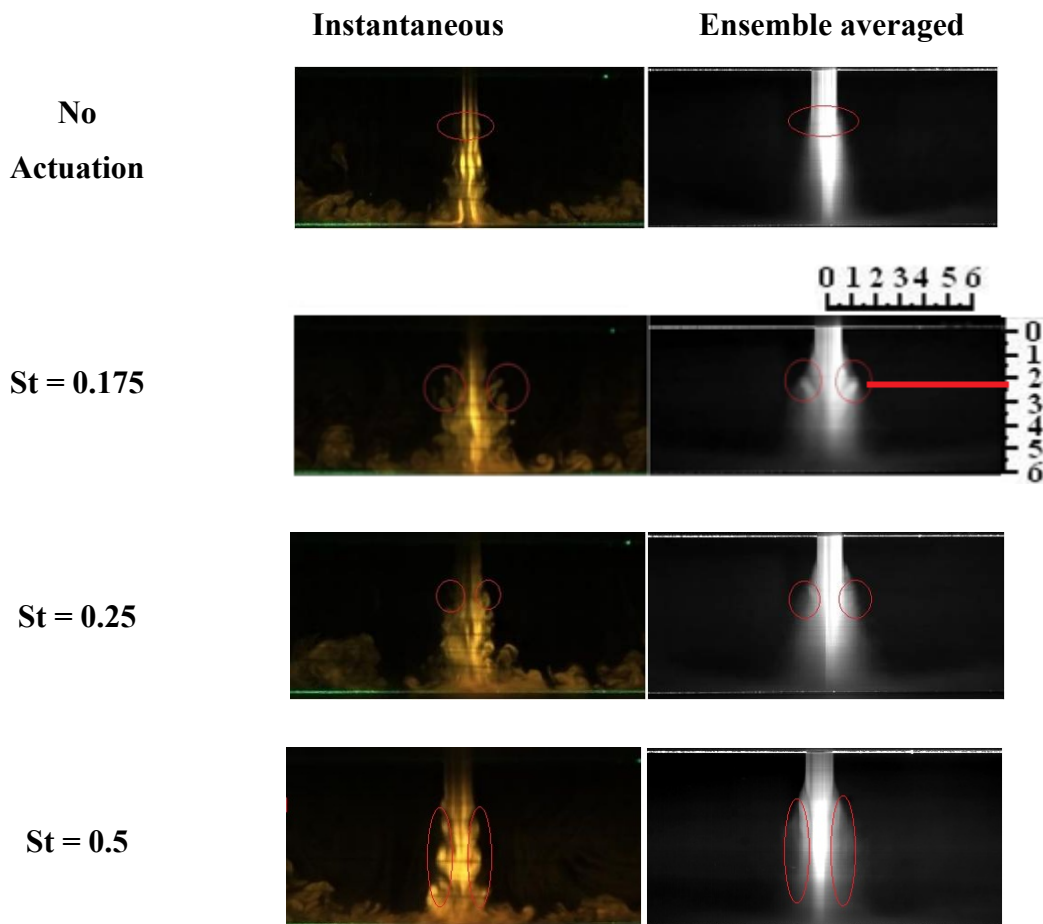 Instantaneous Ensemble averaged
No
Actuation
0 1 2 3 4 5 6
St = 0.175
0
1
2
3
4
5
6
St = 0.25
St = 0.5